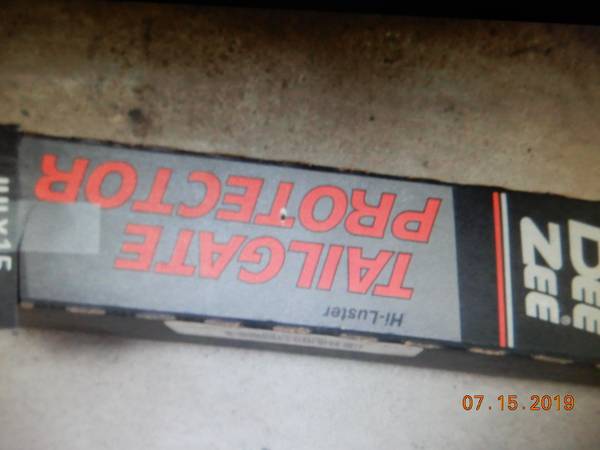 Hi-Luster
TAILGATE
PROTECTOR
DEE
ZEE®
07.15.2019